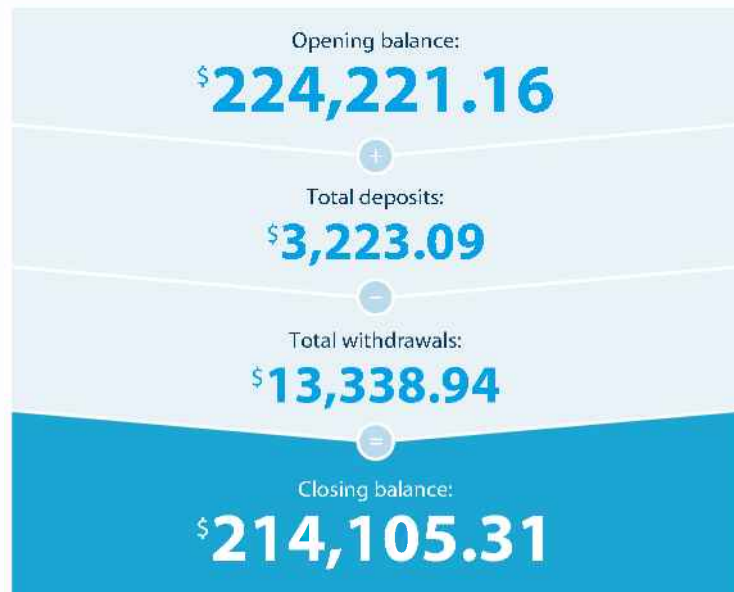 Opening balance:
$224,221.16
+
Total deposits:
$3,223.09
−
Total withdrawals:
$13,338.94
=
Closing balance:
$214,105.31